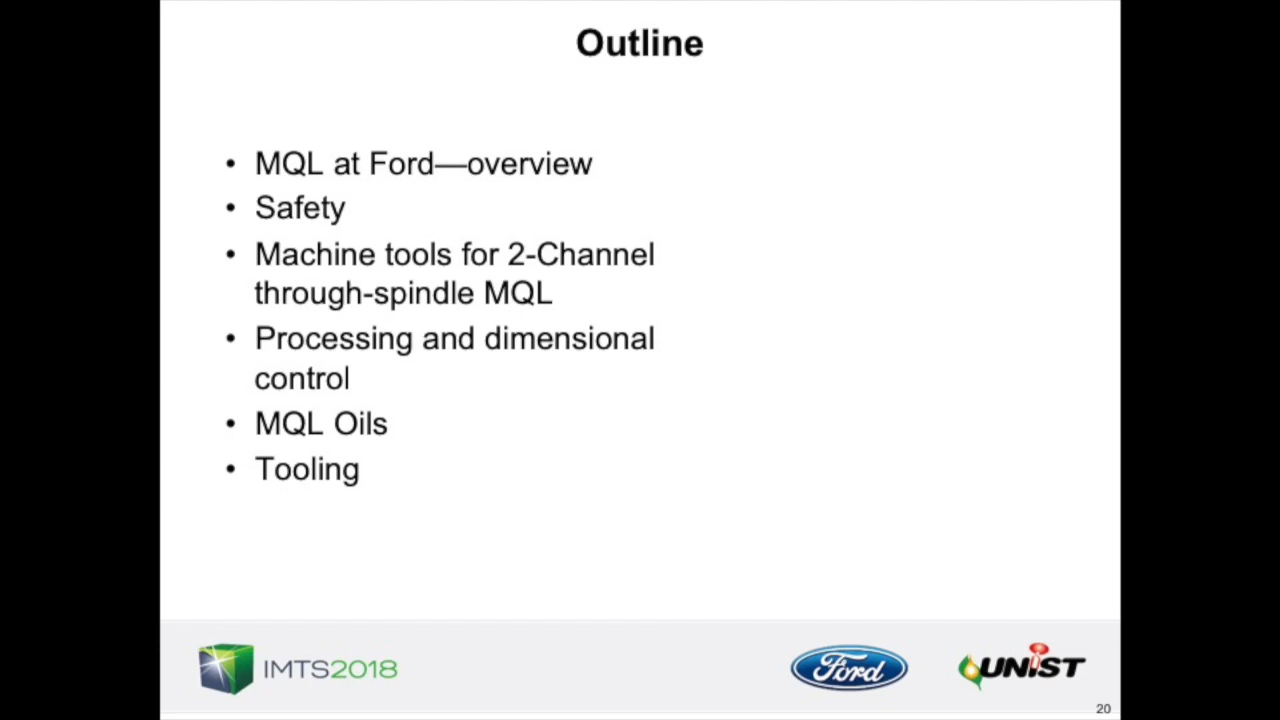 Outline
• MQL at Ford—overview
• Safety
• Machine tools for 2-Channel
through-spindle MQL
• Processing and dimensional
control
• MQL Oils
• Tooling
IMTS2018
Ford
UNIST
20